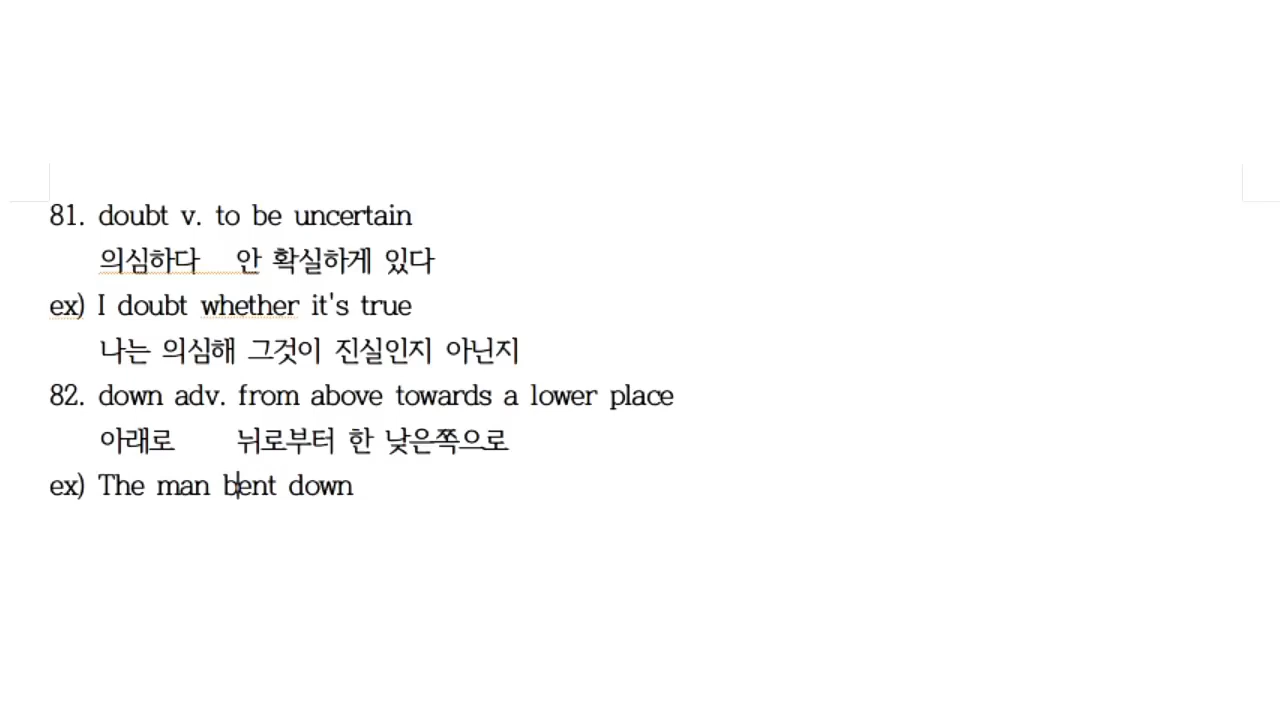 81. doubt v. to be uncertain
의심하다 안 확실하게 있다
ex) I doubt whether it's true
나는 의심해 그것이 진실인지 아닌지
82. down adv. from above towards a lower place
아래로 뉘로부터 한 낮은쪽으로
ex) The man bent down